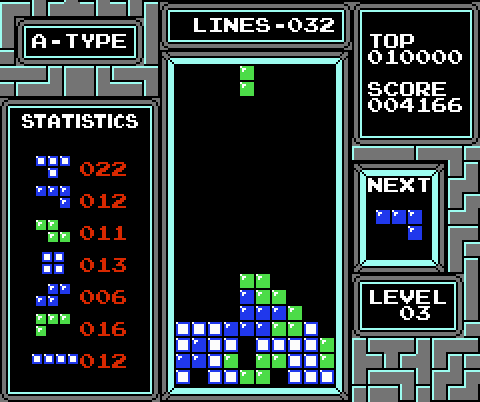 LINES-032
A-TYPE
TOP
010000
SCORE
004166
STATISTICS
022
012
011
013
006
016
012
NEXT
LEVEL
03